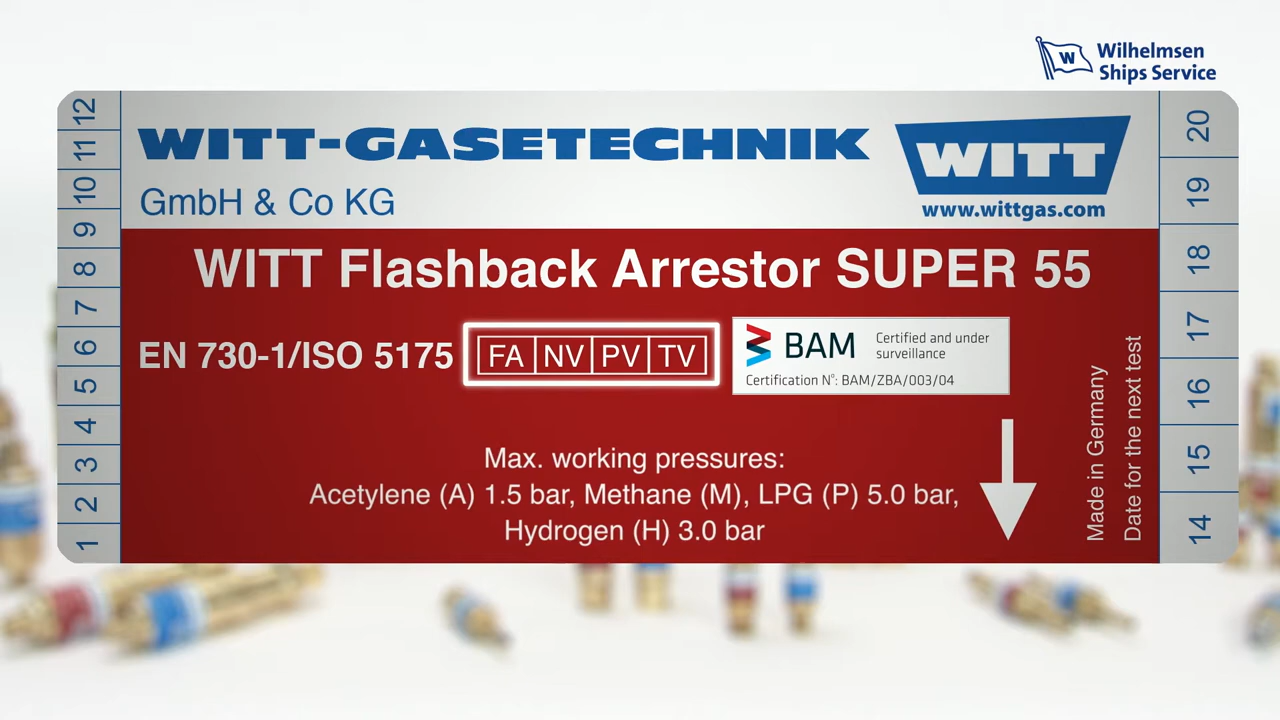 Wilhelmsen
Ships Service
W
WITT-GASETECHNIK
GmbH & Co KG
WITT
www.wittgas.com
WITT Flashback Arrestor SUPER 55
EN 730-1/ISO 5175
FA NV PV TV
BAM
Certified and under
surveillance
Certification N°: BAM/ZBA/003/04
Max. working pressures:
Acetylene (A) 1.5 bar, Methane (M), LPG (P) 5.0 bar,
Hydrogen (H) 3.0 bar
Made in Germany
Date for the next test
12
11
10
9
8
7
6
5
4
3
2
1
20
19
18
17
16
15
14